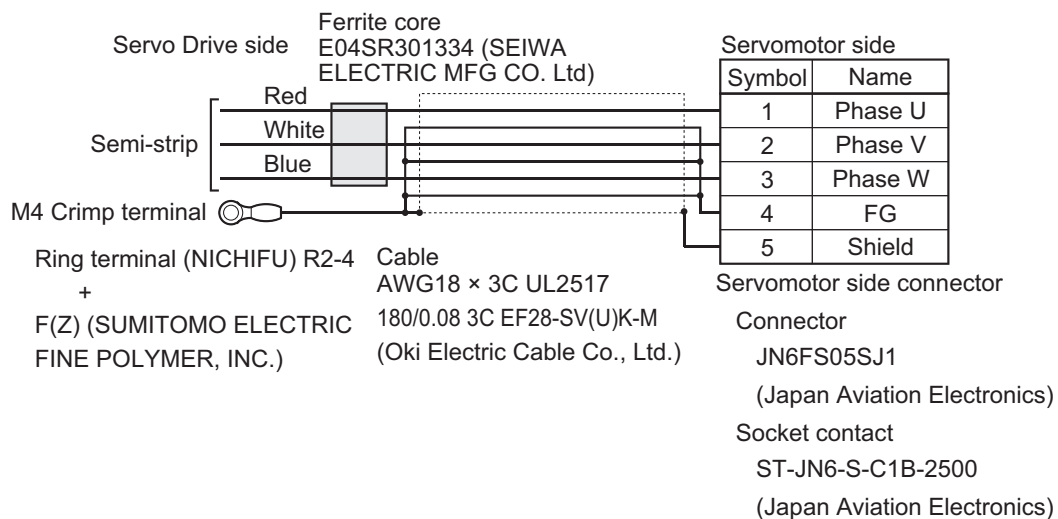 Servo Drive side
Ferrite core
E04SR301334 (SEIWA
ELECTRIC MFG CO. Ltd)
Servomotor side
Symbol Name
Red
1 Phase U
White
Semi-strip
2 Phase V
Blue
3 Phase W
M4 Crimp terminal
4 FG
5 Shield
Ring terminal (NICHIFU) R2-4
+
F(Z) (SUMITOMO ELECTRIC
FINE POLYMER, INC.)
Cable
AWG18 × 3C UL2517
180/0.08 3C EF28-SV(U)K-M
(Oki Electric Cable Co., Ltd.)
Servomotor side connector
Connector
JN6FS05SJ1
(Japan Aviation Electronics)
Socket contact
ST-JN6-S-C1B-2500
(Japan Aviation Electronics)